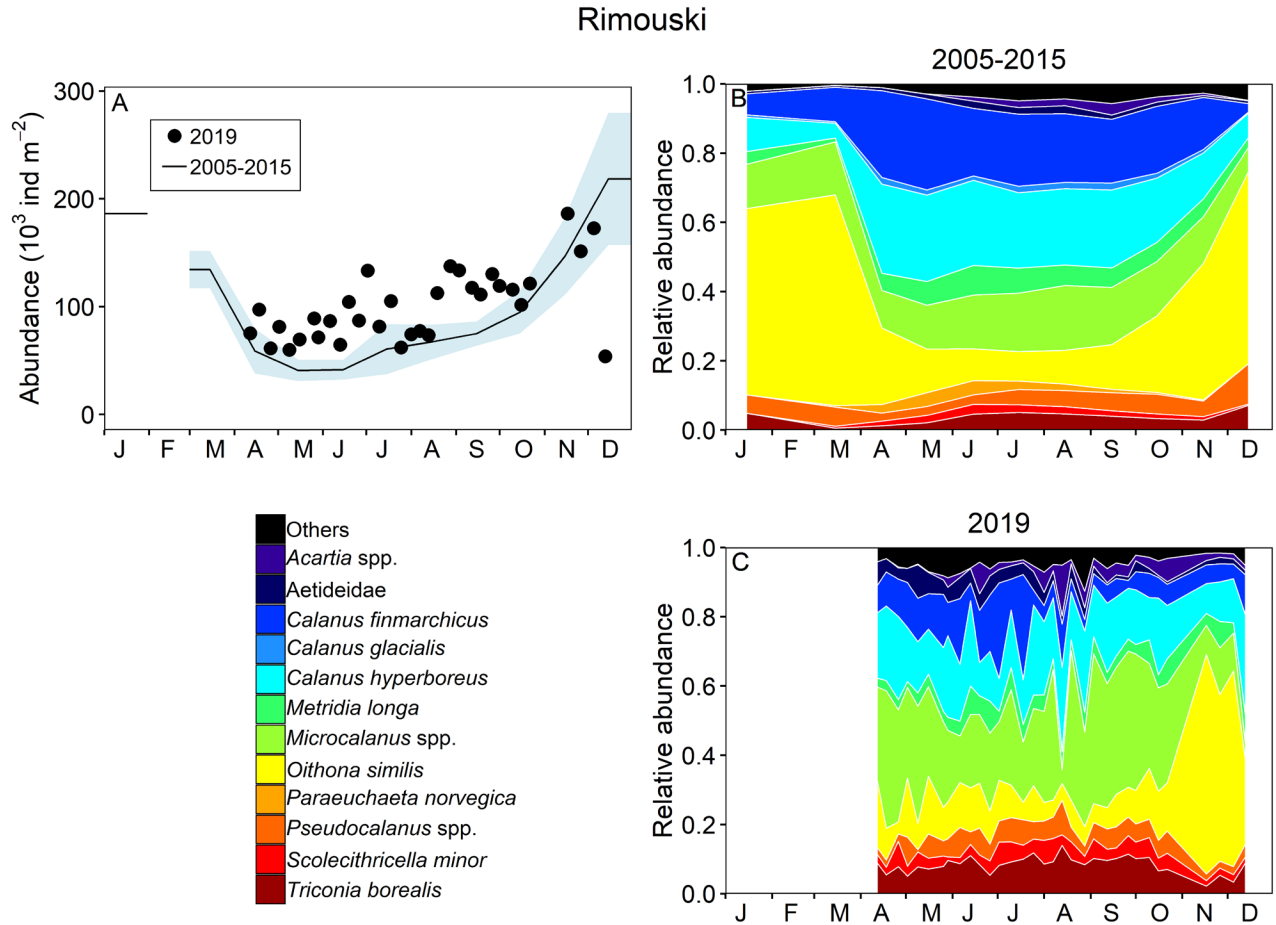 Rimouski
A
300
200
100
0
Abundance (10³ ind m⁻²)
2019
2005-2015
J F M A M J J A S O N D
2005-2015
B
1.0
0.8
0.6
0.4
0.2
0.0
Relative abundance
J F M A M J J A S O N D
Others
Acartia spp.
Aetideidae
Calanus finmarchicus
Calanus glacialis
Calanus hyperboreus
Metridia longa
Microcalanus spp.
Oithona similis
Paraeuchaeta norvegica
Pseudocalanus spp.
Scolecithricella minor
Triconia borealis
2019
C
1.0
0.8
0.6
0.4
0.2
0.0
Relative abundance
J F M A M J J A S O N D